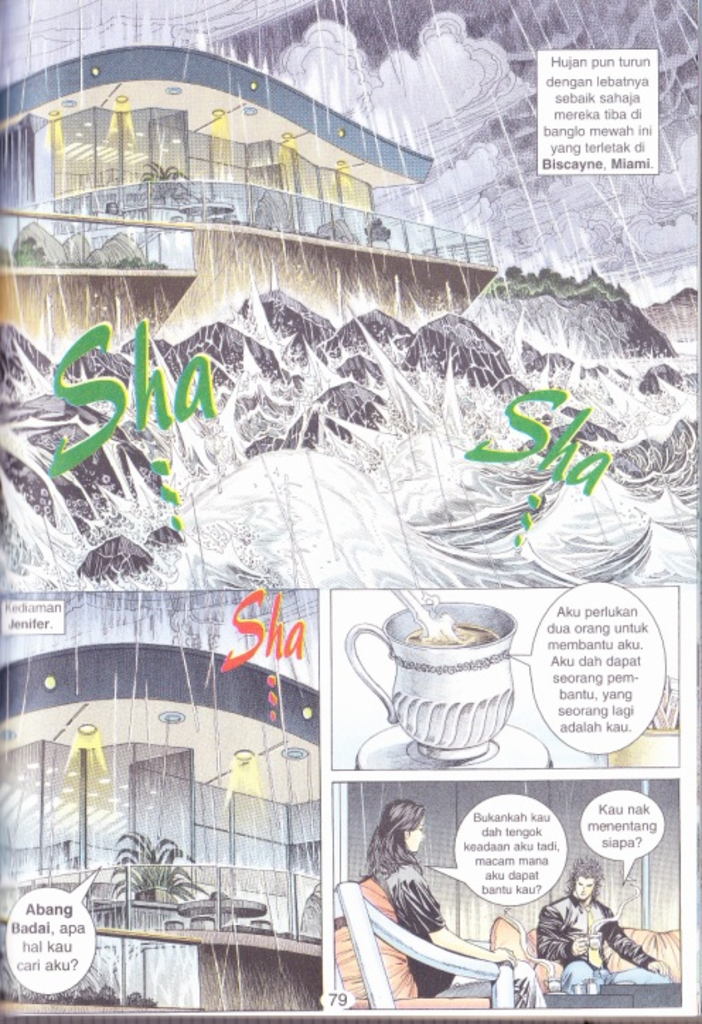 Hujan pun turun
dengan lebatnya
sebaik sahaja
mereka tiba di
banglo mewah ini
yang terletak di
Biscayne, Miami.
Sha
Sha
Kediaman
Jenifer.
Sha
Abang
Badai, apa
hal kau
cari aku?
Aku perlukan
dua orang untuk
membantu aku.
Aku dah dapat
seorang pem-
bantu, yang
seorang lagi
adalah kau.
Bukankah kau
dah tengok
keadaan aku tadi,
macam mana
aku dapat
bantu kau?
Kau nak
menentang
siapa?
79